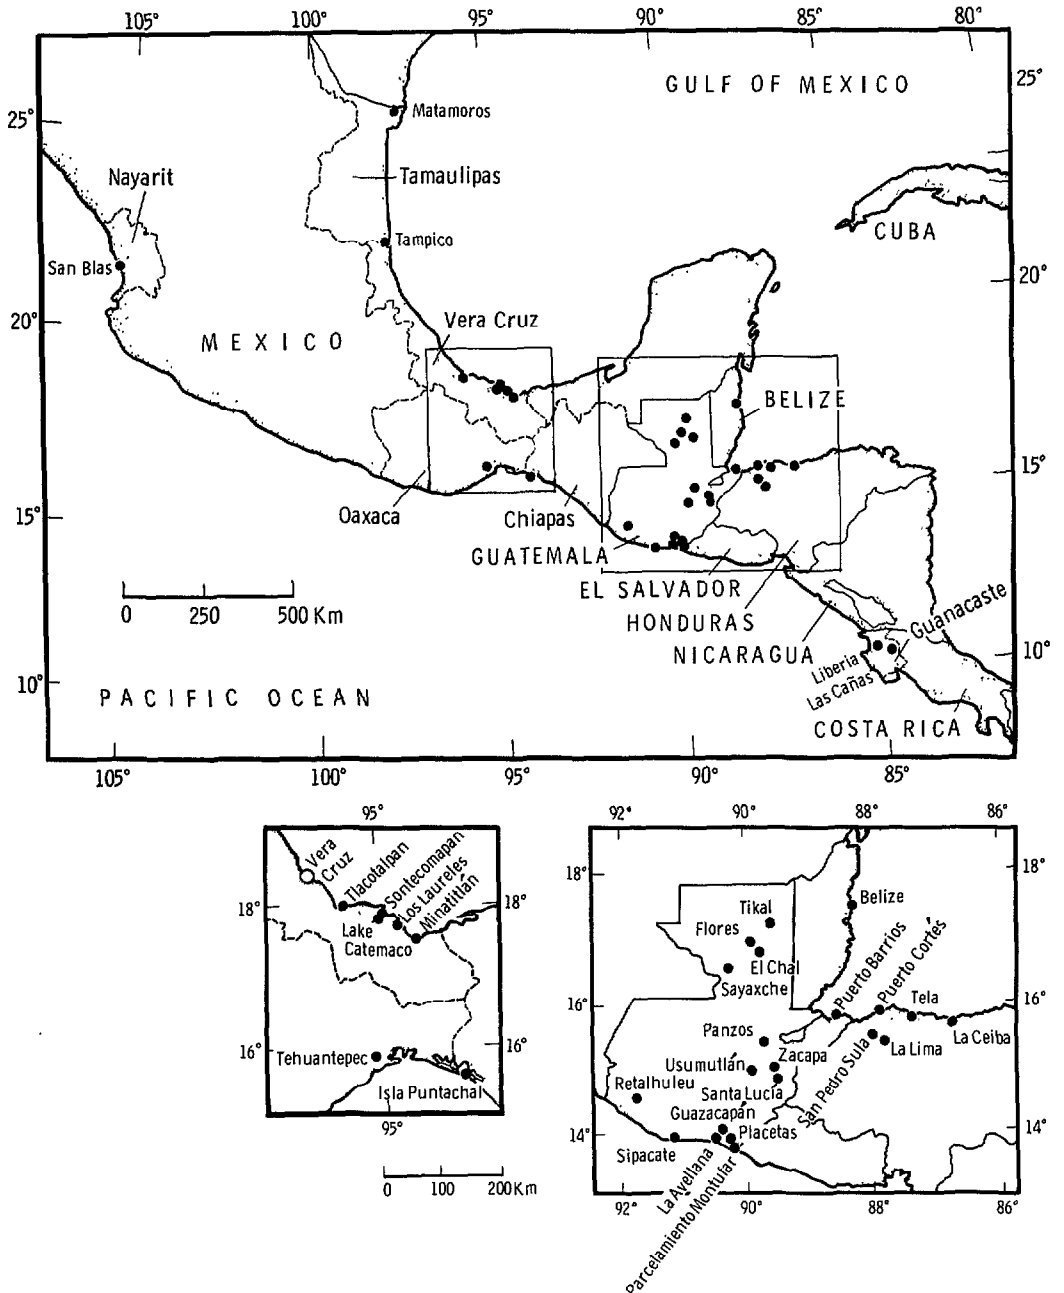 105°
100°
95°
90°
85°
80°
GULF OF MEXICO
25°
25°
Matamoros
Nayarit
Tamaulipas
CUBA
Tampico
San Blas
20°
20°
Vera Cruz
MEXICO
BELIZE
15°
15°
Oaxaca
Chiapas
GUATEMALA
EL SALVADOR
0 250 500 Km
HONDURAS
Guanacaste
NICARAGUA
10°
10°
Liberia
Las Cañas
PACIFIC OCEAN
COSTA RICA
105°
100°
95°
90°
85°
95°
Vera
Cruz
Tlacotalpan
Sontecomapan
Los Laureles
Minatitlán
18°
18°
Lake
Catemaco
16°
16°
Tehuantepec
Isla Puntachal
95°
0 100 200 Km
92°
90°
88°
86°
18°
18°
Belize
Tikal
Flores
El Chal
Sayaxche
Puerto Barrios
Puerto Cortés
Tela
16°
16°
La Ceiba
Panzos
La Lima
San Pedro Sula
Zacapa
Usumutlán
Retalhuleu
Santa Lucía
Guazacapán
Placetas
14°
14°
Sipacate
La Avellana
Parcelamiento Montular
92°
90°
88°
86°